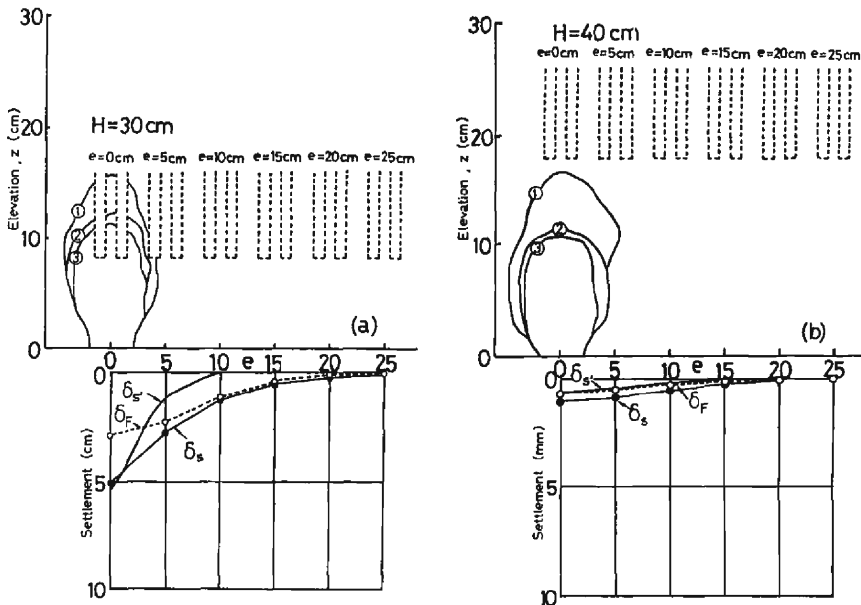 H=30cm
e=0cm e=5cm e=10cm e=15cm e=20cm e=25cm
Elevation, z (cm)
30
20
10
0
①
②
③
(a)
0 5 e 10 15 20 25
0
5
10
Settlement (cm)
δs'
δF
δs
H=40cm
e=0cm e=5cm e=10cm e=15cm e=20cm e=25cm
Elevation, z (cm)
30
20
10
0
①
②
③
(b)
0 5 10 e 15 20 25
0
5
10
Settlement (mm)
δs'
δs
δF